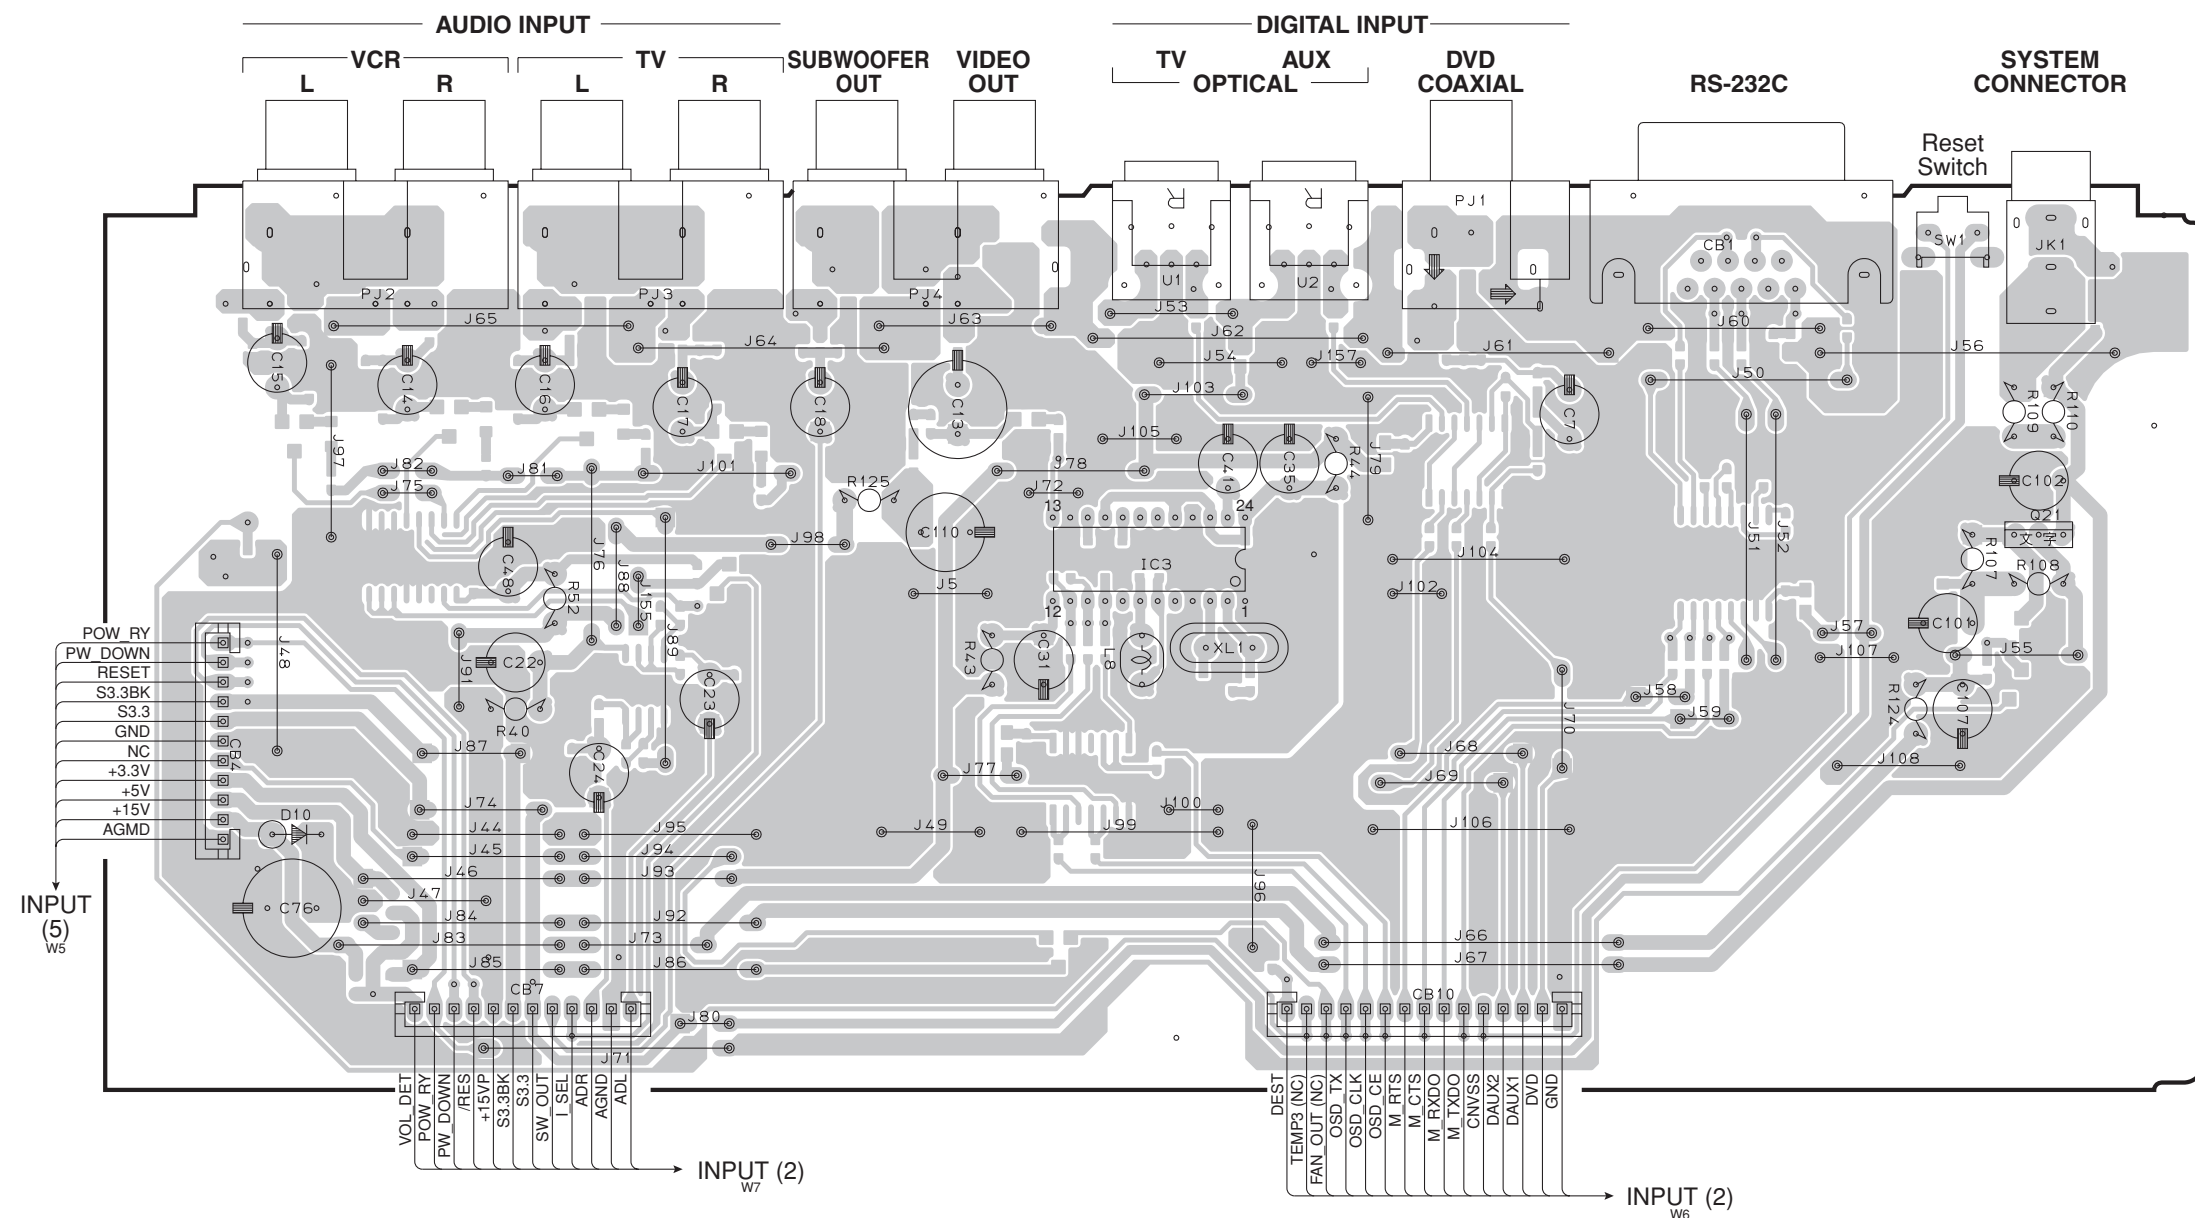 AUDIO INPUT
DIGITAL INPUT
VCR
TV
SUBWOOFER
OUT
VIDEO
OUT
TV
AUX
OPTICAL
DVD
COAXIAL
RS-232C
SYSTEM
CONNECTOR
L
R
L
R
Reset
Switch
PJ2
PJ3
PJ4
R
R
U1
U2
PJ1
CB1
SW1
JK1
J65
J64
J63
J53
J62
J54
J157
J61
J60
J56
J50
J103
C15
C14
C16
C17
C18
C13
C7
R109
R110
J97
J82
J75
J81
J101
J78
J72
J105
C41
C35
R44
J79
R125
C102
Q21
文字
13
24
C110
J98
C48
R52
J76
J88
J155
J89
J5
IC3
12
1
J104
J102
J51
J52
R107
R108
C101
J57
J107
J55
J48
J91
C22
R40
C23
C24
R43
C31
L8
XL1
J70
J58
J59
R124
C107
J108
POW_RY
PW_DOWN
RESET
S3.3BK
S3.3
GND
NC
+3.3V
+5V
+15V
AGMD
CB4
INPUT
(5)
W5
D10
C76
J87
J74
J44
J45
J46
J47
J84
J83
J85
J95
J94
J93
J92
J73
J86
J77
J49
J99
J100
J96
J68
J69
J106
J66
J67
CB7
J80
J71
CB10
VOL_DET
POW_RY
PW_DOWN
/RES
+15VP
S3.3BK
S3.3
SW_OUT
I_SEL
ADR
AGND
ADL
INPUT (2)
W7
DEST
TEMP3 (NC)
FAN_OUT (NC)
OSD_TX
OSD_CLK
OSD_CE
M_RTS
M_CTS
M_RXDO
M_TXDO
CNVSS
DAUX2
DAUX1
DVD
GND
INPUT (2)
W6